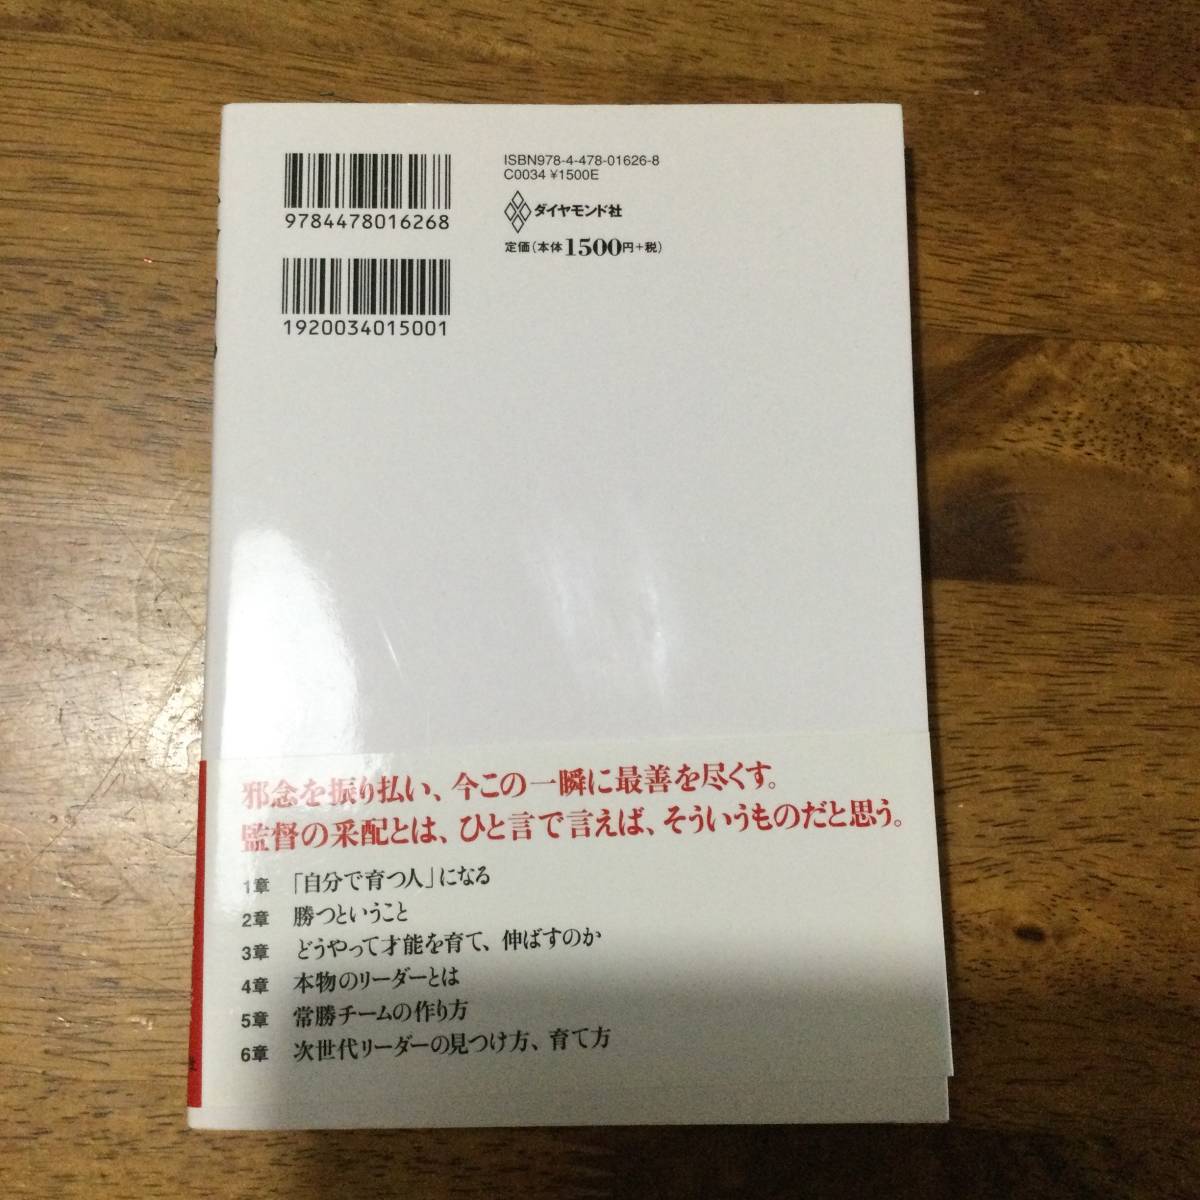 ISBN978-4-478-01626-8
C0034 ¥1500E
9784478016268
ダイヤモンド社
定価(本体1500円+税)
1920034015001
邪念を振り払い、今この一瞬に最善を尽くす。
監督の采配とは、ひと言で言えば、そういうものだと思う。
1章 「自分で育つ人」になる
2章 勝つということ
3章 どうやって才能を育て、伸ばすのか
4章 本物のリーダーとは
5章 常勝チームの作り方
6章 次世代リーダーの見つけ方、育て方